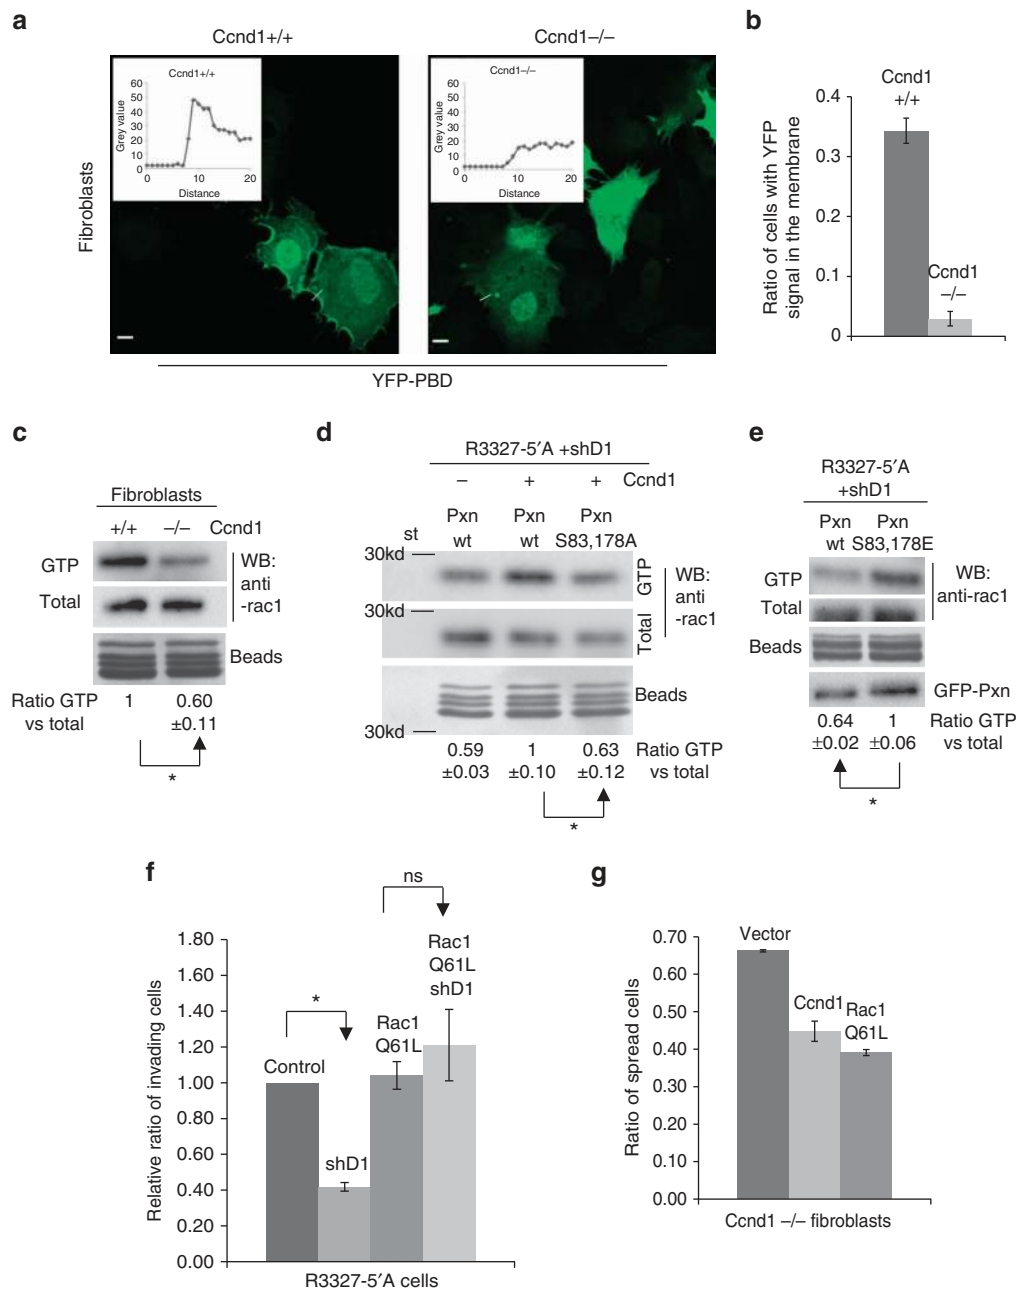 a
Ccnd1+/+
Ccnd1–/–
Fibroblasts
Ccnd1+/+
Grey value
60
50
40
30
20
10
0
0
10
20
Distance
Ccnd1–/–
Grey value
60
50
40
30
20
10
0
0
10
20
Distance
YFP-PBD
b
Ratio of cells with YFP
signal in the membrane
0.4
0.3
0.2
0.1
0
Ccnd1
+/+
Ccnd1
–/–
c
Fibroblasts
+/+ –/– Ccnd1
GTP
Total
WB:
anti
-rac1
Beads
Ratio GTP
vs total
1
0.60
±0.11
*
d
R3327-5′A +shD1
– + + Ccnd1
st
Pxn
wt
Pxn
wt
Pxn
S83,178A
30kd
30kd
30kd
GTP
Total
WB:
anti
-rac1
Beads
0.59
±0.03
1
±0.10
0.63
±0.12
Ratio GTP
vs total
*
e
R3327-5′A
+shD1
Pxn
wt
Pxn
S83,178E
GTP
Total
WB:
anti-rac1
Beads
GFP-Pxn
0.64
±0.02
1
±0.06
Ratio GTP
vs total
*
f
Relative ratio of invading cells
1.80
1.60
1.40
1.20
1.00
0.80
0.60
0.40
0.20
0.00
Control
*
shD1
Rac1
Q61L
ns
Rac1
Q61L
shD1
R3327-5′A cells
g
Ratio of spread cells
0.70
0.60
0.50
0.40
0.30
0.20
0.10
0.00
Vector
Ccnd1
Rac1
Q61L
Ccnd1 –/– fibroblasts